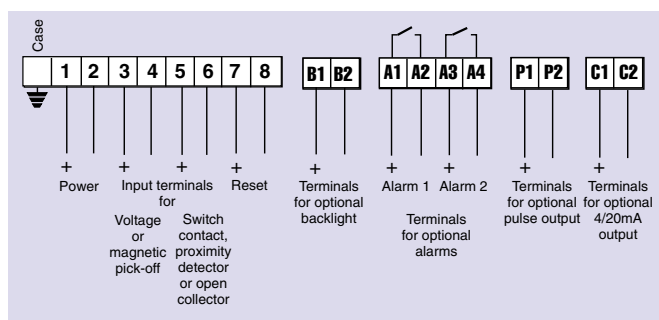 Case
1 2 3 4 5 6 7 8
B1 B2
A1 A2 A3 A4
P1 P2
C1 C2
+ + + + + + + + +
Power
Input terminals
for
Reset
Voltage
or
magnetic
pick-off
Switch
contact,
proximity
detector
or open
collector
Terminals
for optional
backlight
Alarm 1 Alarm 2
Terminals
for optional
alarms
Terminals
for optional
pulse output
Terminals
for optional
4/20mA
output